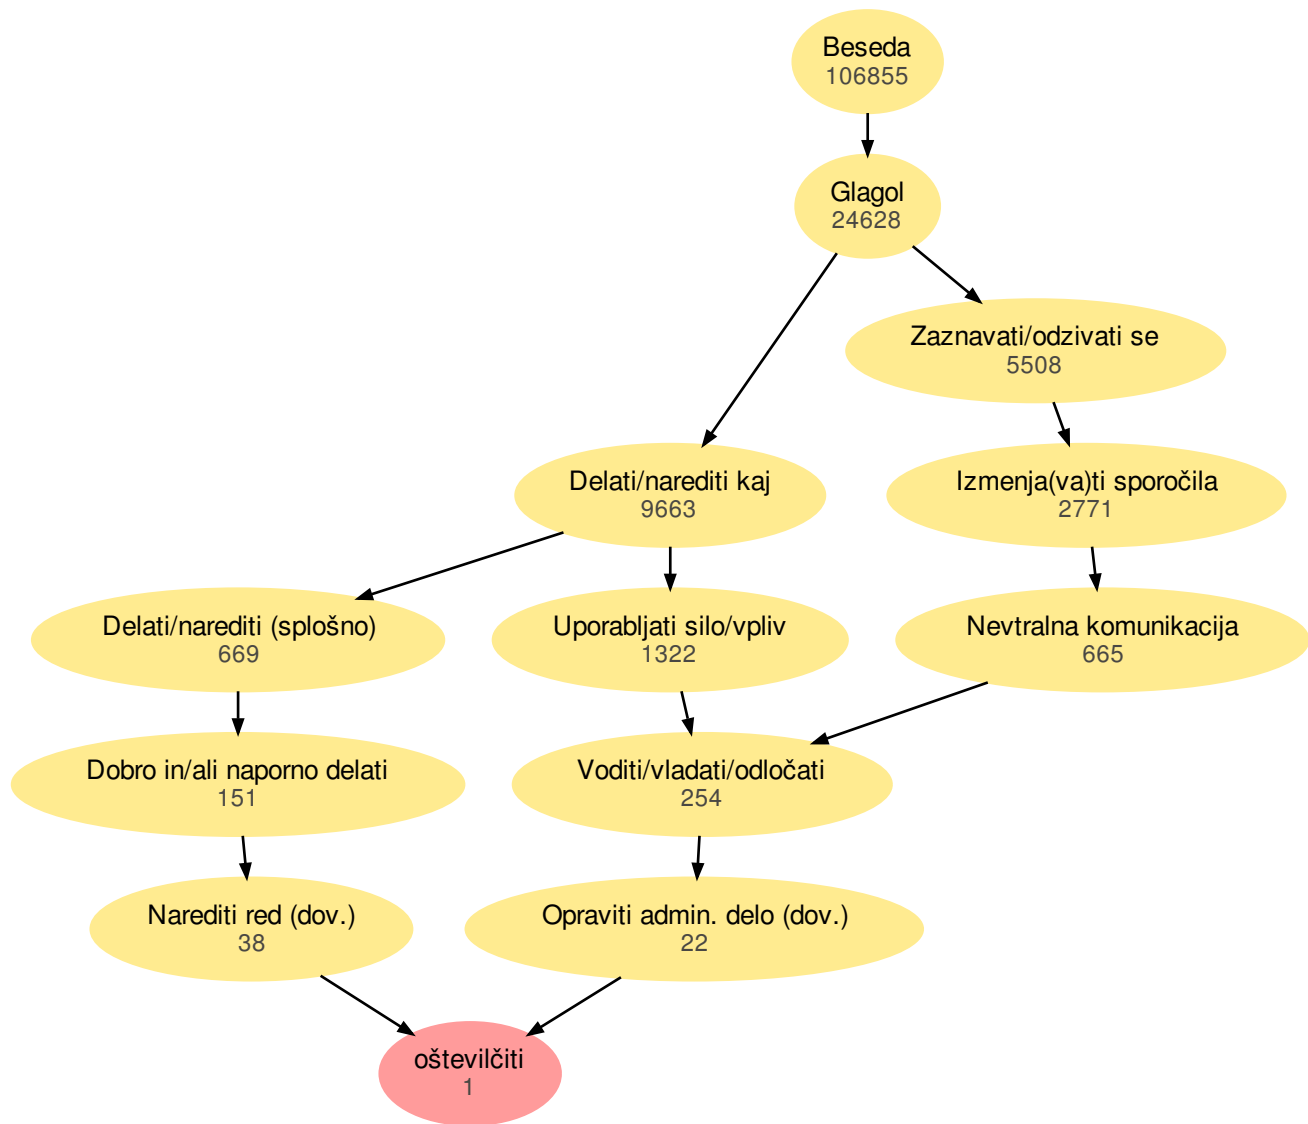 Beseda
106855
Glagol
24628
Zaznavati/odzivati se
5508
Delati/narediti kaj
9663
Izmenja(va)ti sporočila
2771
Delati/narediti (splošno)
669
Uporabljati silo/vpliv
1322
Nevtralna komunikacija
665
Dobro in/ali naporno delati
151
Voditi/vladati/odločati
254
Narediti red (dov.)
38
Opraviti admin. delo (dov.)
22
oštevilčiti
1